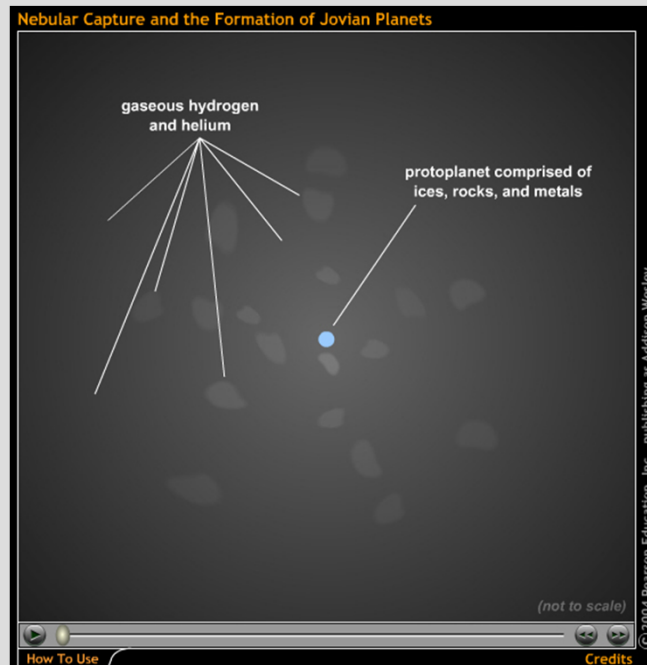 Nebular Capture and the Formation of Jovian Planets
gaseous hydrogen
and helium
protoplanet comprised of
ices, rocks, and metals
(not to scale)
©2004 Pearson Education, Inc., publishing as Addison Wesley
How To Use
Credits